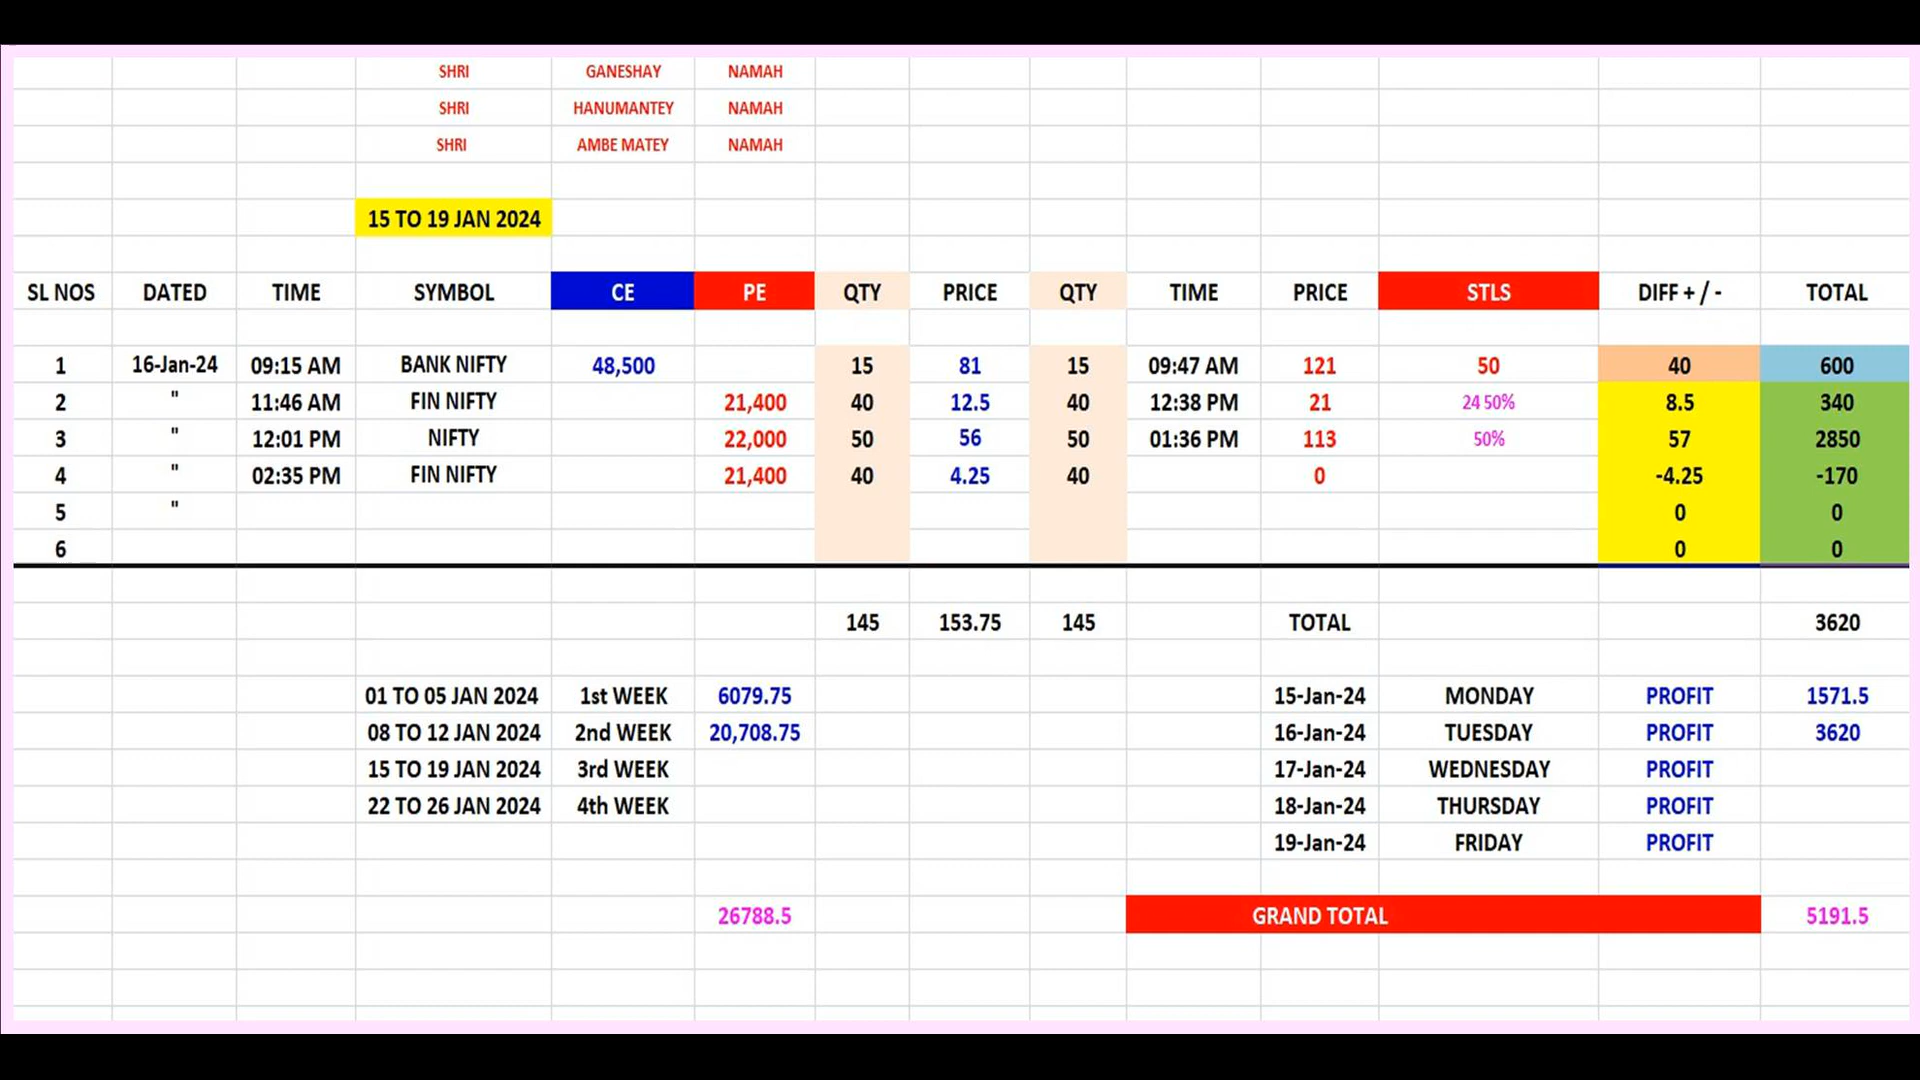 SHRI GANESHAY NAMAH
SHRI HANUMANTEY NAMAH
SHRI AMBE MATEY NAMAH
15 TO 19 JAN 2024
SL NOS DATED TIME SYMBOL CE PE QTY PRICE QTY TIME PRICE STLS DIFF + / - TOTAL
1 16-Jan-24 09:15 AM BANK NIFTY 48,500 15 81 15 09:47 AM 121 50 40 600
2 " 11:46 AM FIN NIFTY 21,400 40 12.5 40 12:38 PM 21 24 50% 8.5 340
3 " 12:01 PM NIFTY 22,000 50 56 50 01:36 PM 113 50% 57 2850
4 " 02:35 PM FIN NIFTY 21,400 40 4.25 40 0 -4.25 -170
5 " 0 0
6 0 0
145 153.75 145 TOTAL 3620
01 TO 05 JAN 2024 1st WEEK 6079.75 15-Jan-24 MONDAY PROFIT 1571.5
08 TO 12 JAN 2024 2nd WEEK 20,708.75 16-Jan-24 TUESDAY PROFIT 3620
15 TO 19 JAN 2024 3rd WEEK 17-Jan-24 WEDNESDAY PROFIT
22 TO 26 JAN 2024 4th WEEK 18-Jan-24 THURSDAY PROFIT
19-Jan-24 FRIDAY PROFIT
26788.5 GRAND TOTAL 5191.5